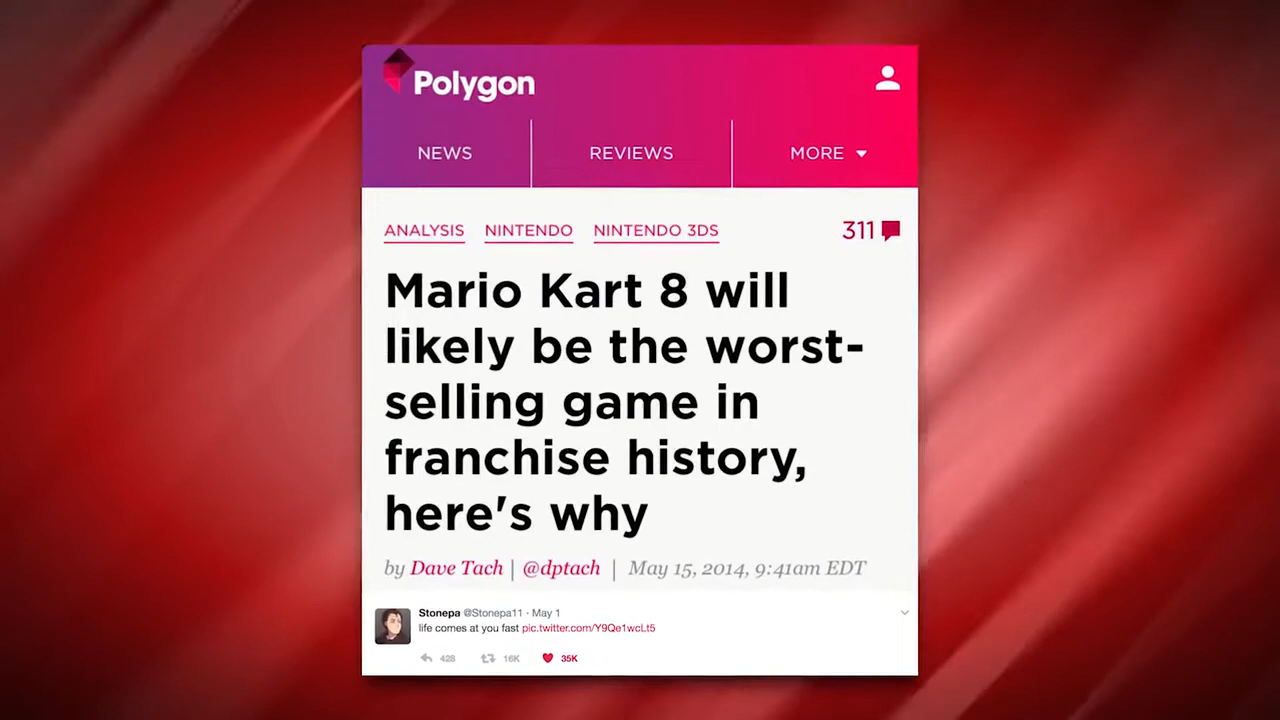 Polygon
NEWS REVIEWS MORE
ANALYSIS NINTENDO NINTENDO 3DS 311
Mario Kart 8 will
likely be the worst-
selling game in
franchise history,
here's why
by Dave Tach | @dptach | May 15, 2014, 9:41am EDT
Stonepa @Stonepa11 · May 1
life comes at you fast pic.twitter.com/Y9Qe1wcLt5
428 16K 35K